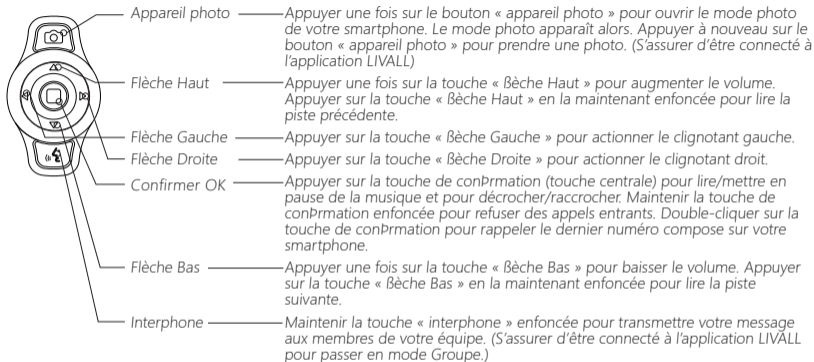 Appareil photo
Appuyer une fois sur le bouton « appareil photo » pour ouvrir le mode photo
de votre smartphone. Le mode photo apparaît alors. Appuyer à nouveau sur le
bouton « appareil photo » pour prendre une photo. (S'assurer d'être connecté à
l'application LIVALL)
Flèche Haut
Appuyer une fois sur la touche « ßèche Haut » pour augmenter le volume.
Appuyer sur la touche « ßèche Haut » en la maintenant enfoncée pour lire la
piste précédente.
Flèche Gauche
Appuyer sur la touche « ßèche Gauche » pour actionner le clignotant gauche.
Flèche Droite
Appuyer sur la touche « ßèche Droite » pour actionner le clignotant droit.
Confirmer OK
Appuyer sur la touche de conÞrmation (touche centrale) pour lire/mettre en
pause de la musique et pour décrocher/raccrocher. Maintenir la touche de
conÞrmation enfoncée pour refuser des appels entrants. Double-cliquer sur la
touche de conÞrmation pour rappeler le dernier numéro compose sur votre
smartphone.
Flèche Bas
Appuyer une fois sur la touche « ßèche Bas » pour baisser le volume. Appuyer
sur la touche « ßèche Bas » en la maintenant enfoncée pour lire la piste
suivante.
Interphone
Maintenir la touche « interphone » enfoncée pour transmettre votre message
aux membres de votre équipe. (S'assurer d'être connecté à l'application LIVALL
pour passer en mode Groupe.)